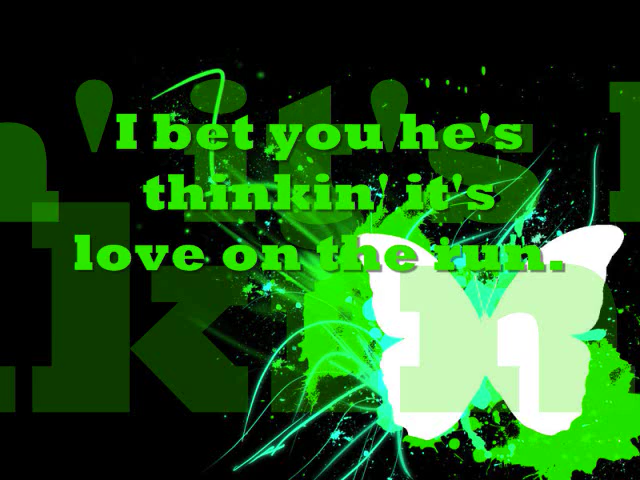 I bet you he's
thinkin' it's
love on the run.